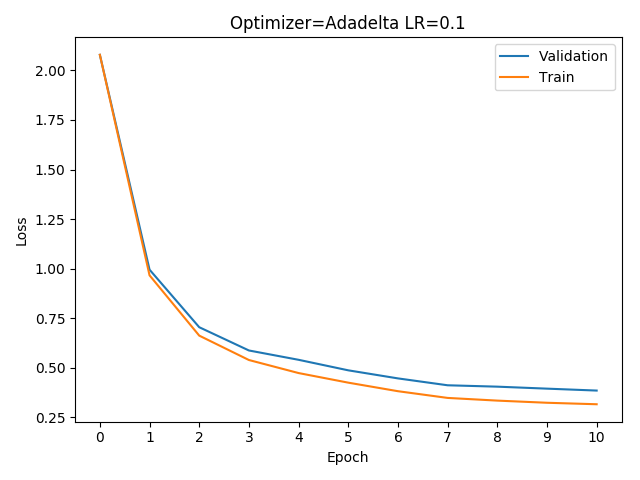 Optimizer=Adadelta LR=0.1
Validation
Train
2.00
1.75
1.50
1.25
1.00
0.75
0.50
0.25
Loss
0 1 2 3 4 5 6 7 8 9 10
Epoch